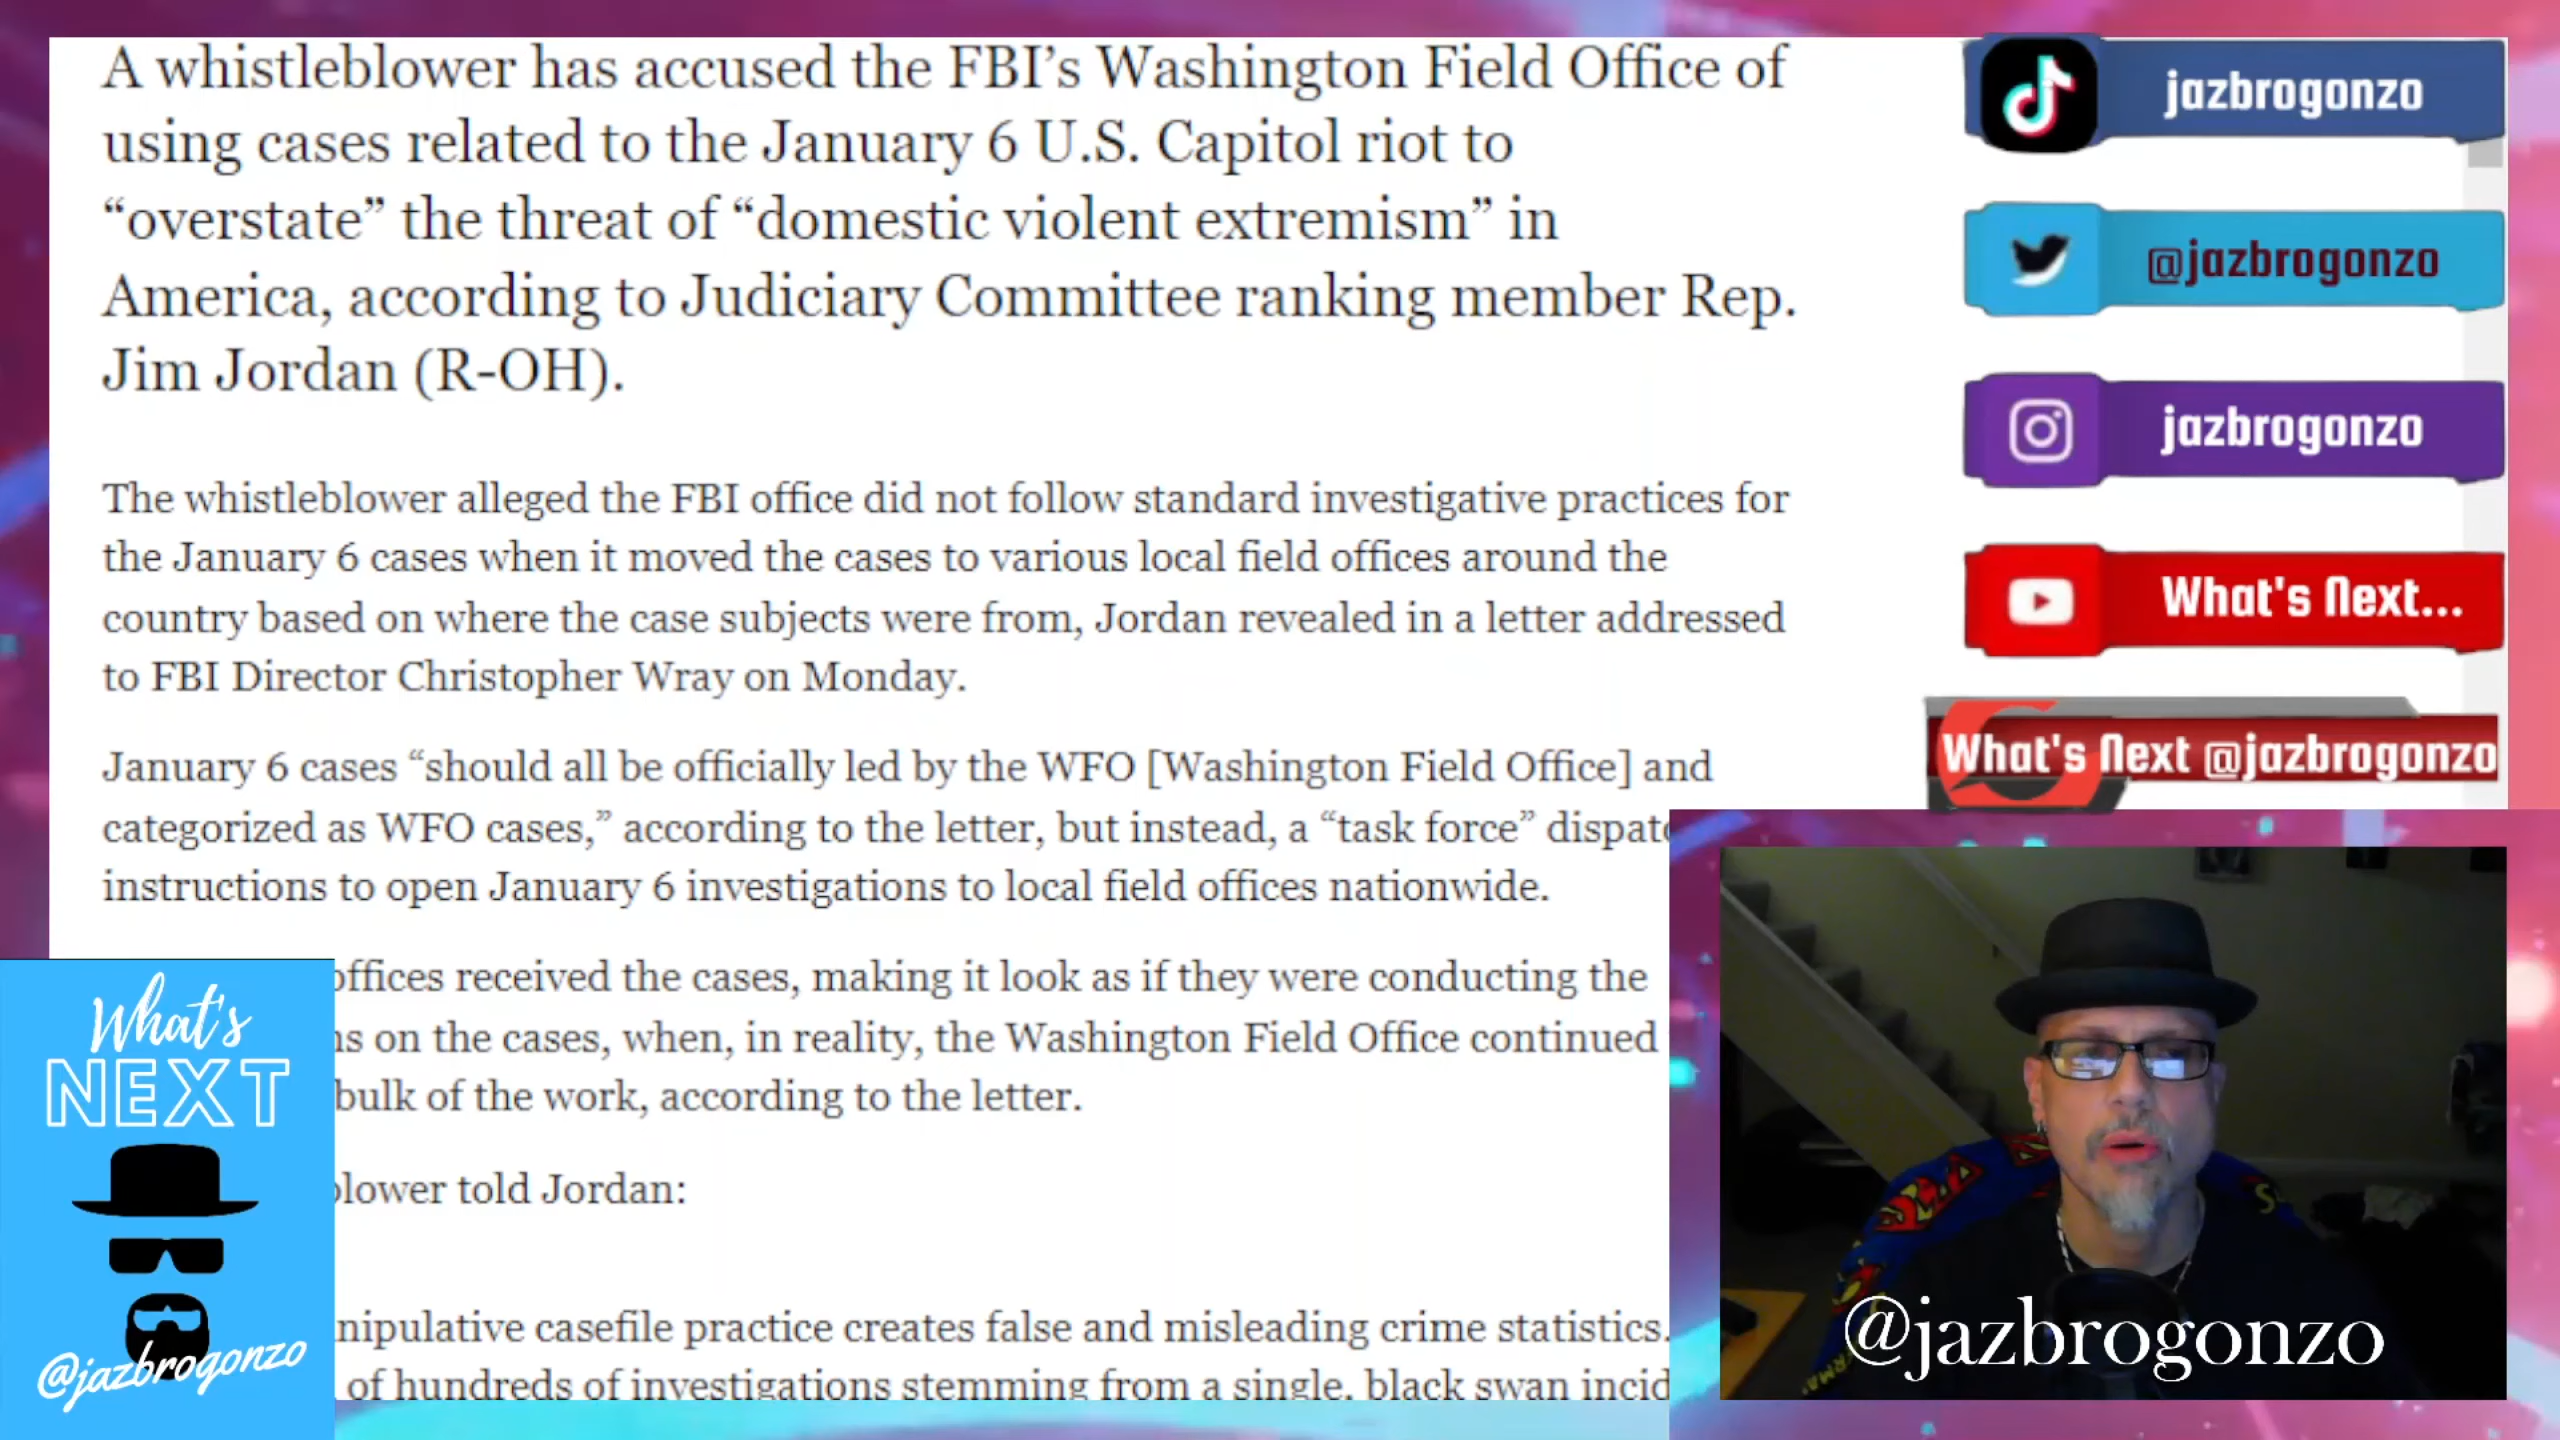 A whistleblower has accused the FBI’s Washington Field Office of
using cases related to the January 6 U.S. Capitol riot to
“overstate” the threat of “domestic violent extremism” in
America, according to Judiciary Committee ranking member Rep.
Jim Jordan (R-OH).
The whistleblower alleged the FBI office did not follow standard investigative practices for
the January 6 cases when it moved the cases to various local field offices around the
country based on where the case subjects were from, Jordan revealed in a letter addressed
to FBI Director Christopher Wray on Monday.
January 6 cases “should all be officially led by the WFO [Washington Field Office] and
categorized as WFO cases,” according to the letter, but instead, a “task force”
instructions to open January 6 investigations to local field offices nationwide.
offices received the cases, making it look as if they were conducting the
on the cases, when, in reality, the Washington Field Office continued
bulk of the work, according to the letter.
told Jordan:
casefile practice creates false and misleading crime statistics.
of hundreds of investigations stemming from a single, black swan
jazbrogonzo
@jazbrogonzo
jazbrogonzo
What's Next...
What's Next @jazbrogonzo
What's
NEXT
@jazbrogonzo
@jazbrogonzo